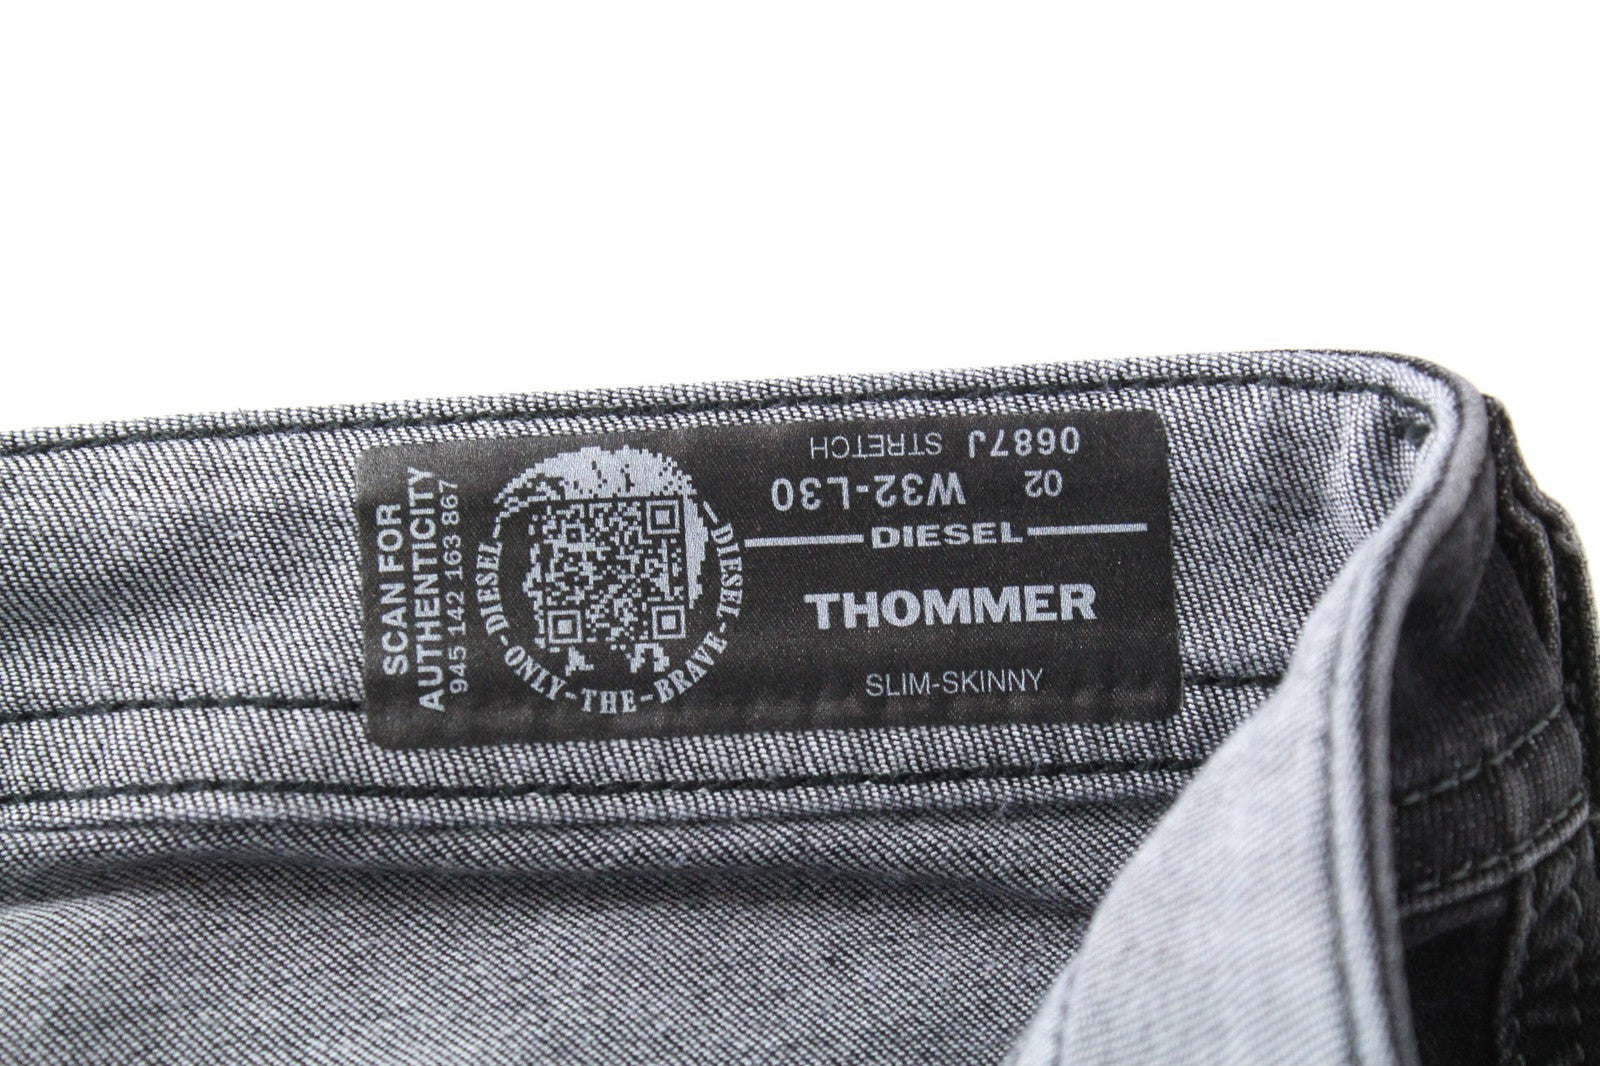 SCAN FOR
AUTHENTICITY
945 142 163 867
DIESEL-ONLY-THE-BRAVE-DIESEL
0687J STRETCH
02 W32-L30
DIESEL
THOMMER
SLIM-SKINNY